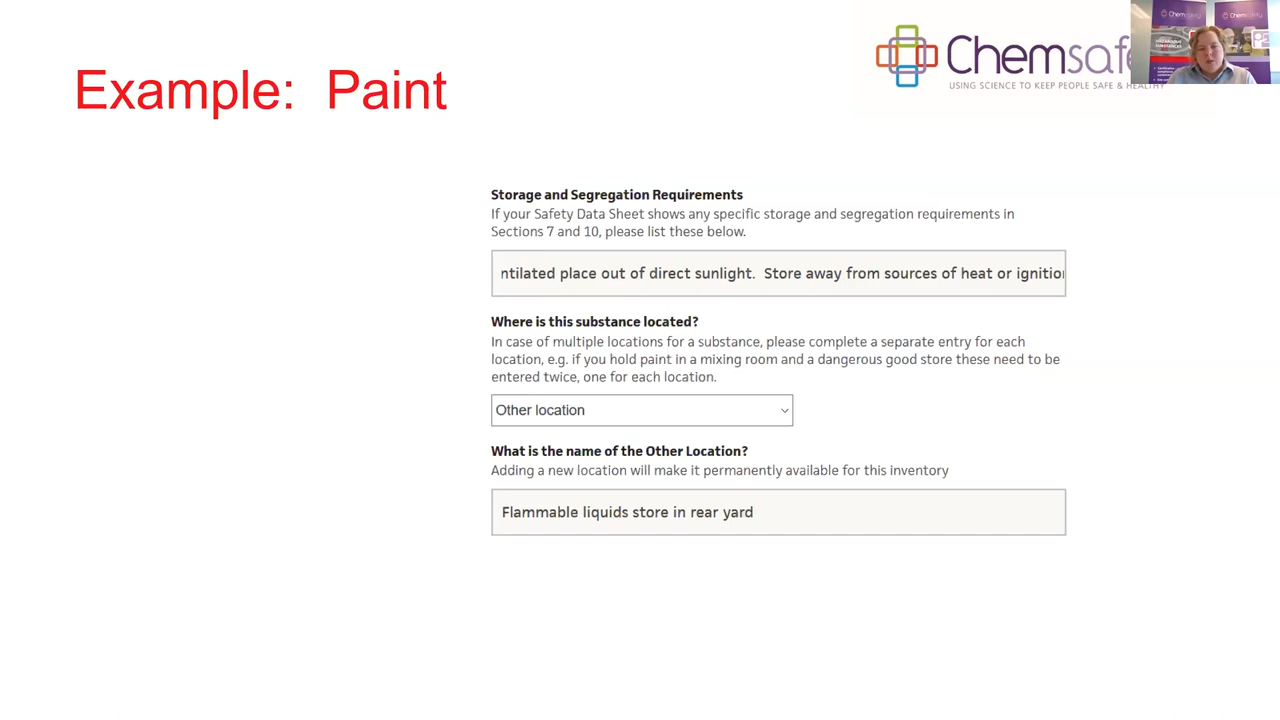 Example: Paint
Chemsafe
USING SCIENCE TO KEEP PEOPLE SAFE & HEALTHY
Storage and Segregation Requirements
If your Safety Data Sheet shows any specific storage and segregation requirements in
Sections 7 and 10, please list these below.
ntilated place out of direct sunlight. Store away from sources of heat or ignition
Where is this substance located?
In case of multiple locations for a substance, please complete a separate entry for each
location, e.g. if you hold paint in a mixing room and a dangerous good store these need to be
entered twice, one for each location.
Other location
What is the name of the Other Location?
Adding a new location will make it permanently available for this inventory
Flammable liquids store in rear yard